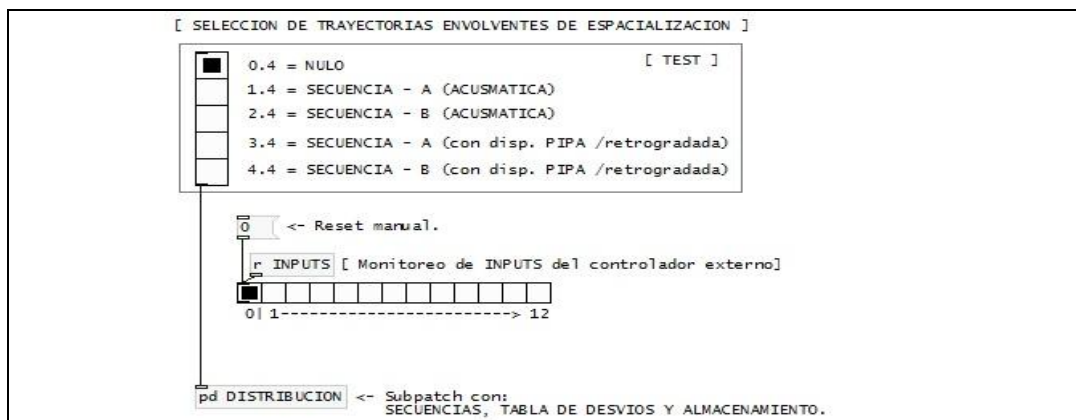 [ SELECCION DE TRAYECTORIAS ENVOLVENTES DE ESPACIALIZACION ]
[ TEST ]
0.4 = NULO
1.4 = SECUENCIA - A (ACUSMATICA)
2.4 = SECUENCIA - B (ACUSMATICA)
3.4 = SECUENCIA - A (con disp. PIPA /retrogradada)
4.4 = SECUENCIA - B (con disp. PIPA /retrogradada)
0 <- Reset manual.
r INPUTS [ Monitoreo de INPUTS del controlador externo]
0| 1------------------------> 12
pd DISTRIBUCION <- Subpatch con:
SECUENCIAS, TABLA DE DESVIOS Y ALMACENAMIENTO.